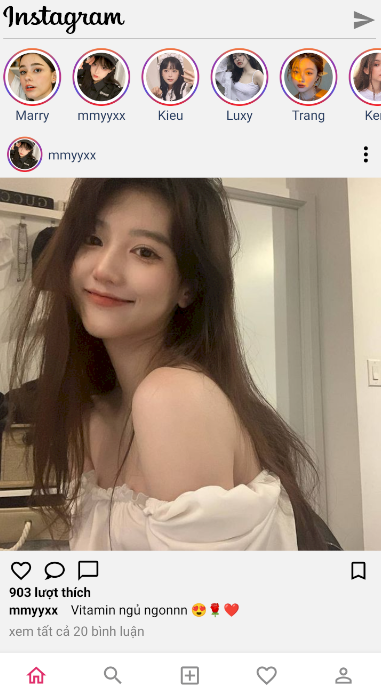 Instagram
Marry mmyyxx Kieu Luxy Trang
mmyyxx
903 lượt thích
mmyyxx Vitamin ngủ ngonnn 😍🌹❤️
xem tất cả 20 bình luận